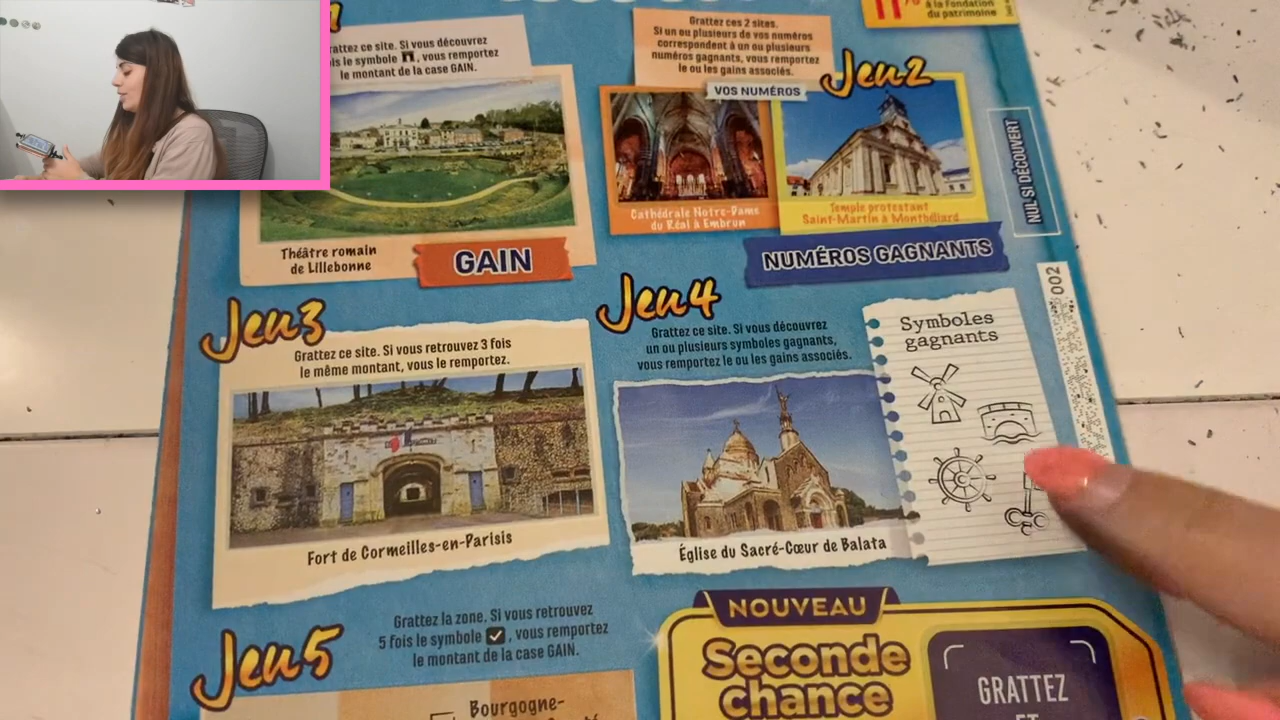 à la Fondation
du patrimoine
Grattez ce site. Si vous découvrez
le symbole , vous remportez
le montant de la case GAIN.
Grattez ces 2 sites.
Si un ou plusieurs de vos numéros
correspondent à un ou plusieurs
numéros gagnants, vous remportez
le ou les gains associés.
Jeu2
VOS NUMÉROS
Cathédrale Notre-Dame
du Réal à Embrun
Temple protestant
Saint-Martin à Montbéliard
NUL SI DÉCOUVERT
Théâtre romain
de Lillebonne
GAIN
NUMÉROS GAGNANTS
002
Jeu3
Grattez ce site. Si vous retrouvez 3 fois
le même montant, vous le remportez.
Fort de Cormeilles-en-Parisis
Jeu4
Grattez ce site. Si vous découvrez
un ou plusieurs symboles gagnants,
vous remportez le ou les gains associés.
Symboles
gagnants
Église du Sacré-Cœur de Balata
Jeu5
Grattez la zone. Si vous retrouvez
5 fois le symbole , vous remportez
le montant de la case GAIN.
Bourgogne-
NOUVEAU
Seconde
chance
GRATTEZ
ET